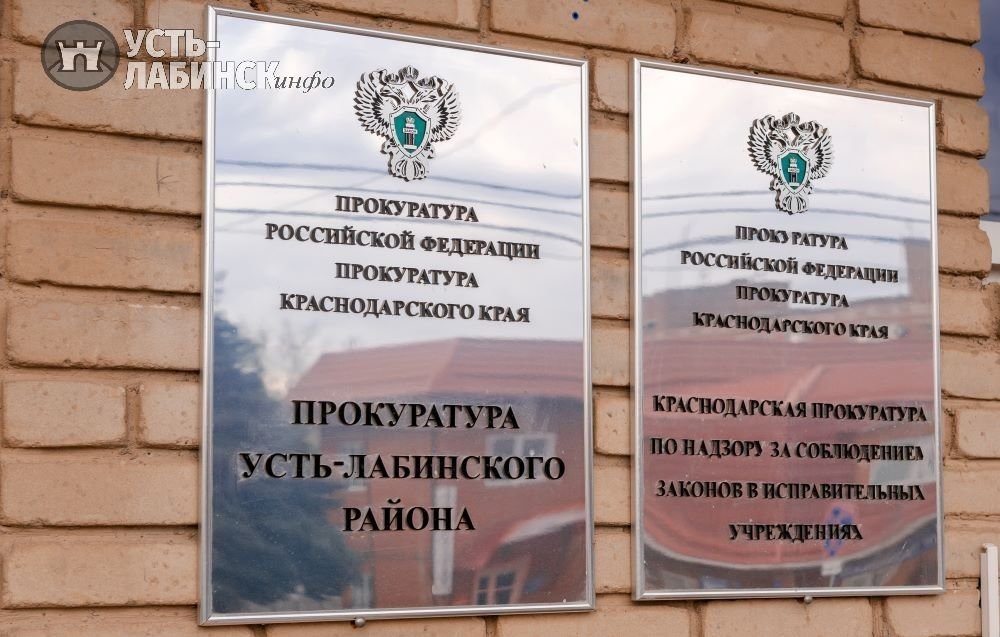 УСТЬ-
ЛАБИНСК
инфо
ПРОКУРАТУРА
РОССИЙСКОЙ ФЕДЕРАЦИИ
ПРОКУРАТУРА
КРАСНОДАРСКОГО КРАЯ
ПРОКУРАТУРА
УСТЬ-ЛАБИНСКОГО
РАЙОНА
ПРОКУРАТУРА
РОССИЙСКОЙ ФЕДЕРАЦИИ
ПРОКУРАТУРА
КРАСНОДАРСКОГО КРАЯ
КРАСНОДАРСКАЯ ПРОКУРАТУРА
ПО НАДЗОРУ ЗА СОБЛЮДЕНИЕМ
ЗАКОНОВ В ИСПРАВИТЕЛЬНЫХ
УЧРЕЖДЕНИЯХ